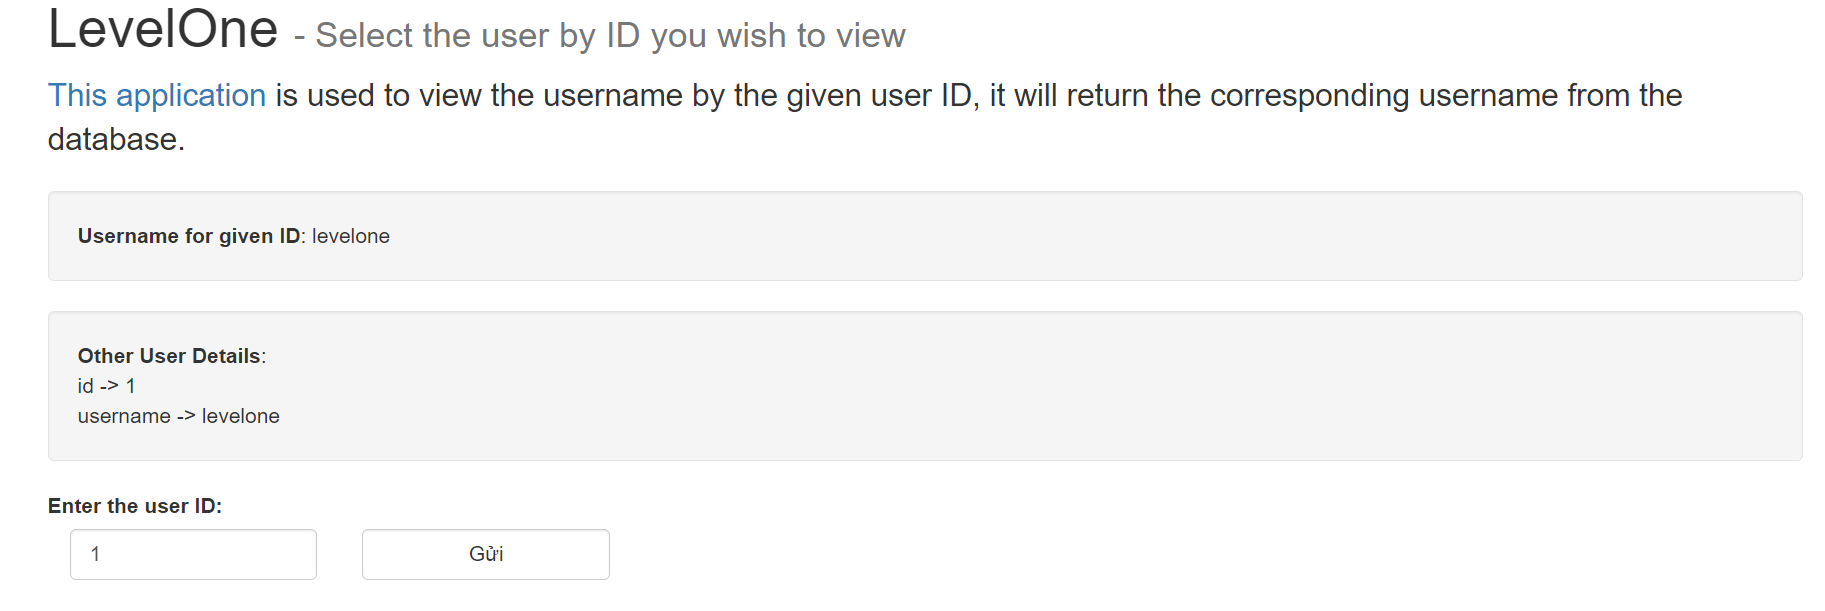 LevelOne - Select the user by ID you wish to view
This application is used to view the username by the given user ID, it will return the corresponding username from the
database.
Username for given ID: levelone
Other User Details:
id -> 1
username -> levelone
Enter the user ID:
1 Gửi